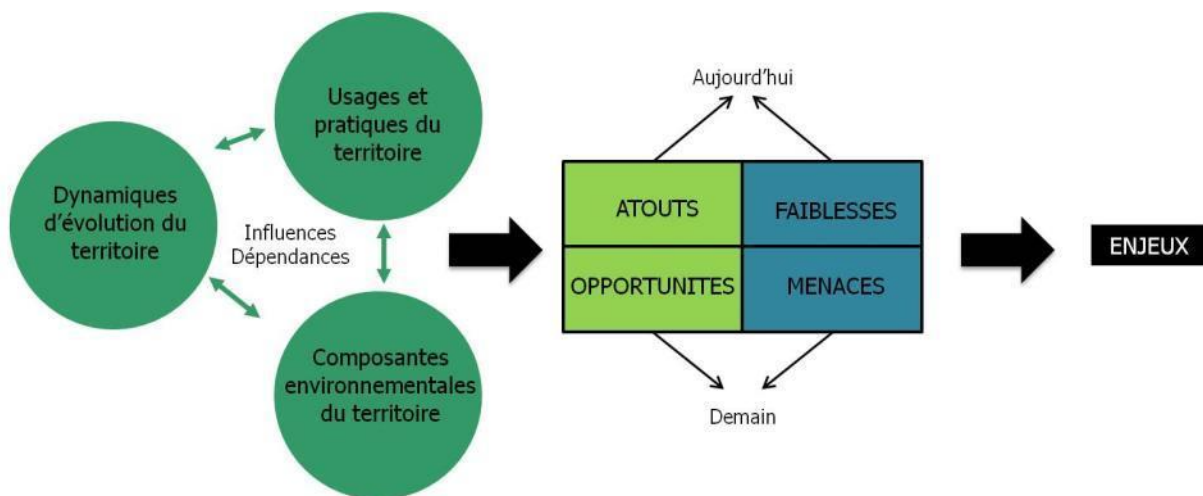 Usages et
pratiques du
territoire
Dynamiques
d'évolution du
territoire
Influences
Dépendances
Composantes
environnementales
du territoire
Aujourd'hui
ATOUTS
FAIBLESSES
OPPORTUNITES
MENACES
Demain
ENJEUX